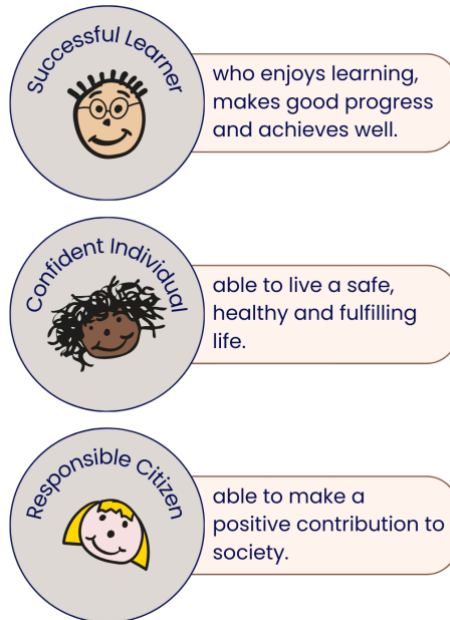 Successful Learner
who enjoys learning,
makes good progress
and achieves well.
Confident Individual
able to live a safe,
healthy and fulfilling
life.
Responsible Citizen
able to make a
positive contribution to
society.